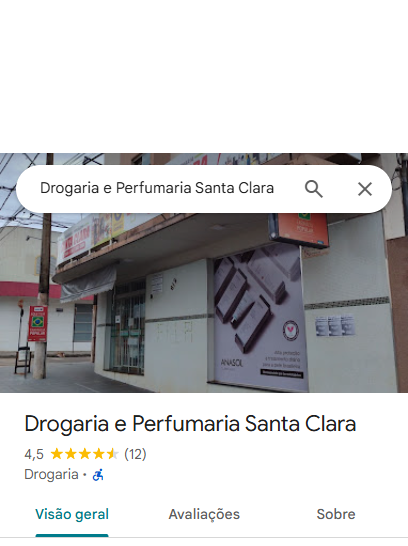 Drogaria e Perfumaria Santa Clara
ANASOL
Drogaria e Perfumaria Santa Clara
4,5 (12)
Drogaria ·
Visão geral
Avaliações
Sobre